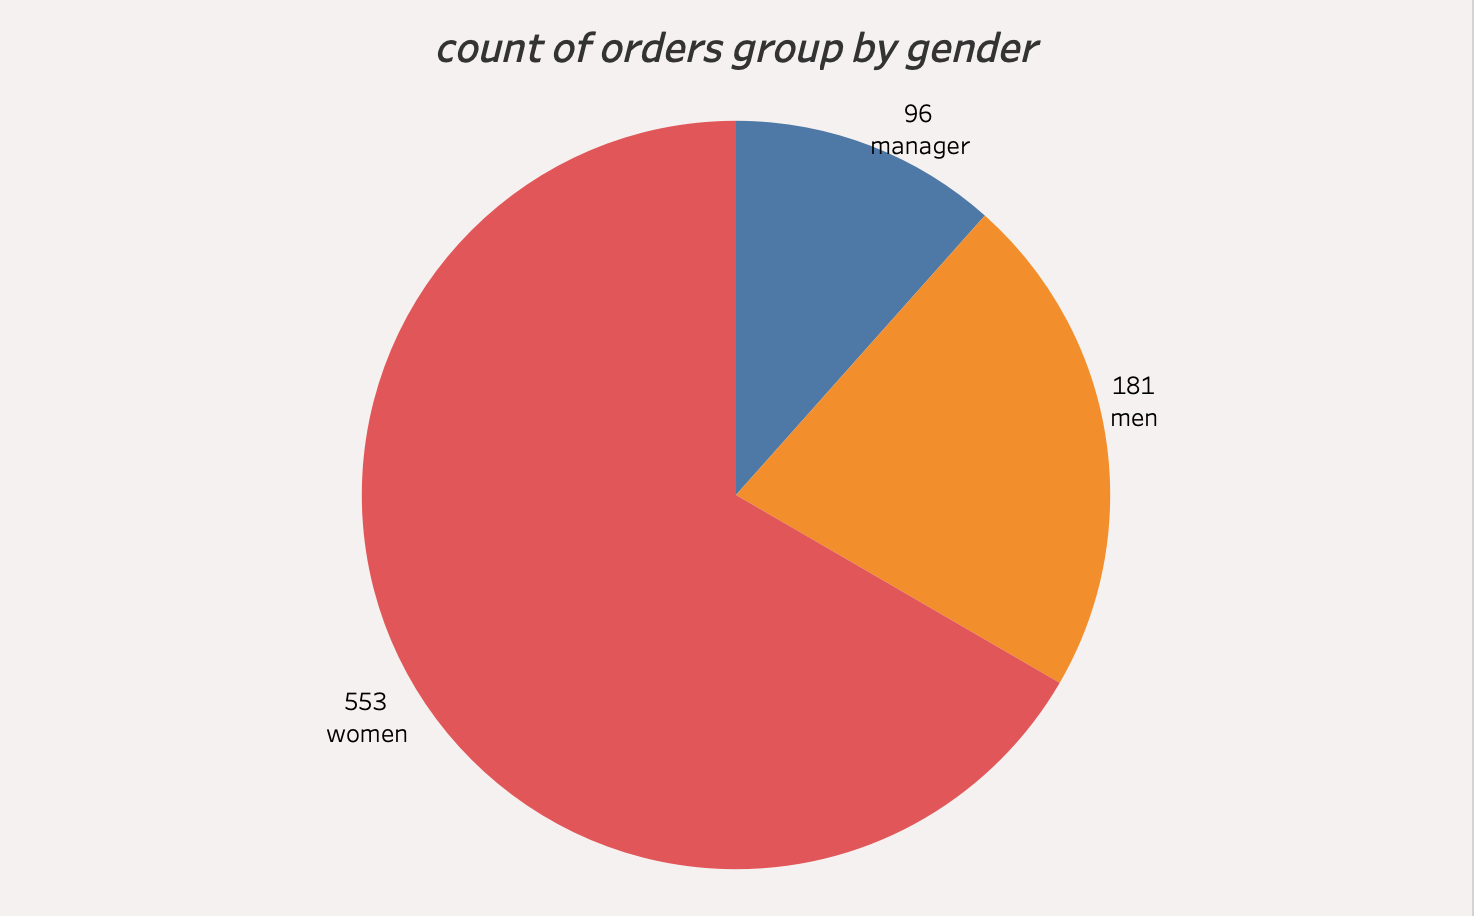 count of orders group by gender
96
manager
181
men
553
women